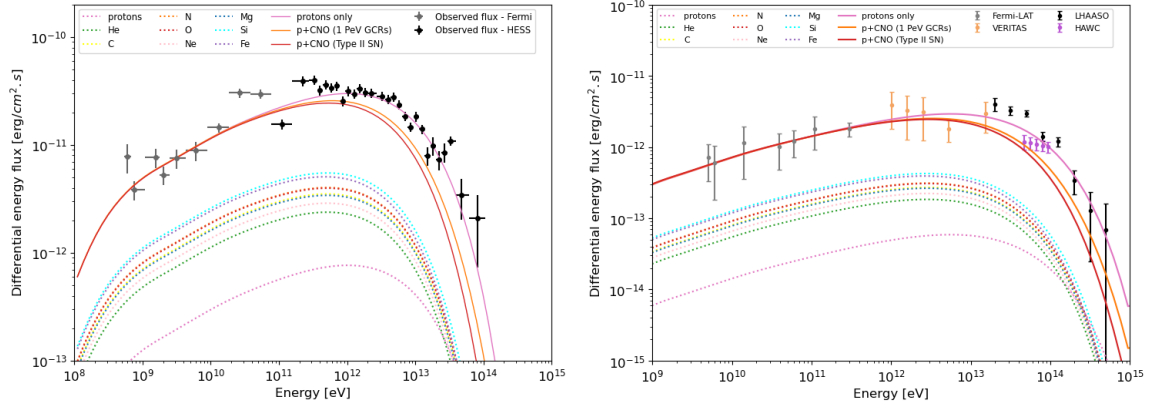 protons
He
C
N
O
Ne
Mg
Si
Fe
protons only
p+CNO (1 PeV GCRs)
p+CNO (Type II SN)
Observed flux - Fermi
Observed flux - HESS
Differential energy flux [erg/cm².s]
10⁻¹⁰
10⁻¹¹
10⁻¹²
10⁻¹³
10⁸ 10⁹ 10¹⁰ 10¹¹ 10¹² 10¹³ 10¹⁴ 10¹⁵
Energy [eV]
protons
He
C
N
O
Ne
Mg
Si
Fe
protons only
p+CNO (1 PeV GCRs)
p+CNO (Type II SN)
Fermi-LAT
VERITAS
LHAASO
HAWC
Differential energy flux [erg/cm².s]
10⁻¹⁰
10⁻¹¹
10⁻¹²
10⁻¹³
10⁻¹⁴
10⁻¹⁵
10⁹ 10¹⁰ 10¹¹ 10¹² 10¹³ 10¹⁴ 10¹⁵
Energy [eV]